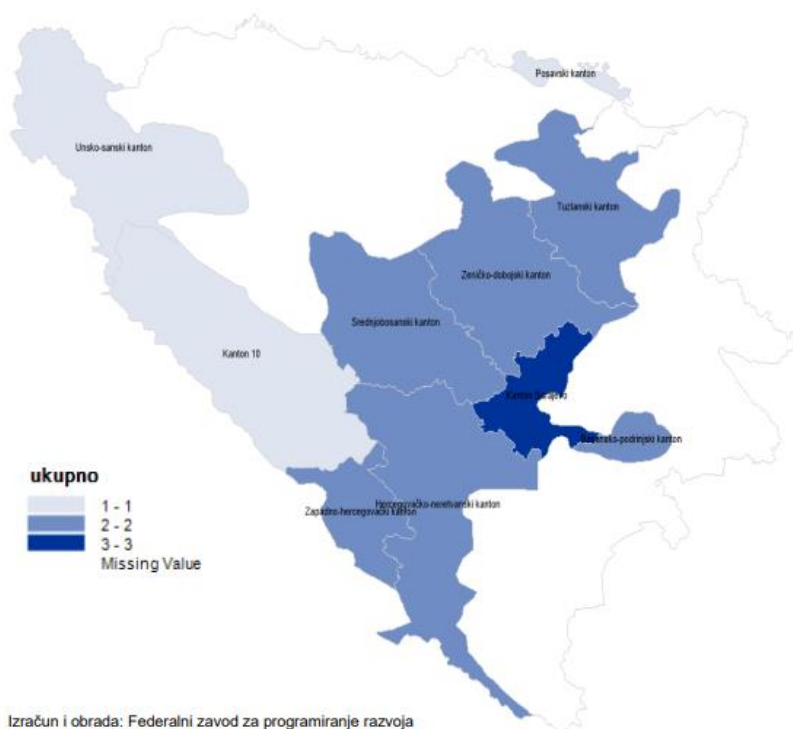 Posavski kanton
Unsko-sanski kanton
Tuzlanski kanton
Zeničko-dobojski kanton
Srednjobosanski kanton
Kanton 10
Kanton Sarajevo
Bosansko-podrinjski kanton
Hercegovačko-neretvanski kanton
Zapadno-hercegovački kanton
ukupno
1 - 1
2 - 2
3 - 3
Missing Value
Izračun i obrada: Federalni zavod za programiranje razvoja